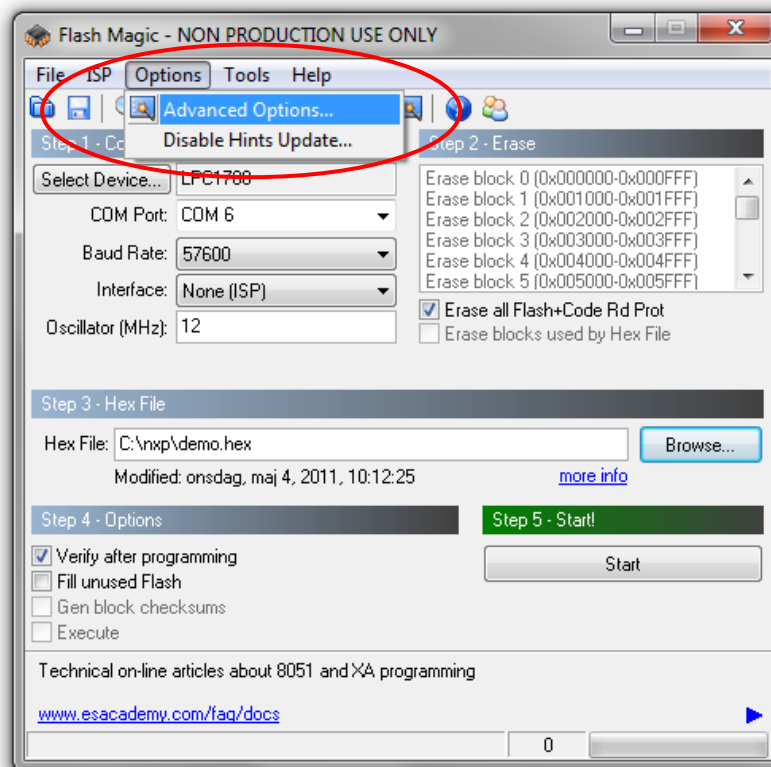 Flash Magic - NON PRODUCTION USE ONLY
File ISP Options Tools Help
Advanced Options...
Disable Hints Update...
Step 1 - Co
Step 2 - Erase
Select Device... LPC1788
COM Port: COM 6
Baud Rate: 57600
Interface: None (ISP)
Oscillator (MHz): 12
Erase block 0 (0x000000-0x000FFF)
Erase block 1 (0x001000-0x001FFF)
Erase block 2 (0x002000-0x002FFF)
Erase block 3 (0x003000-0x003FFF)
Erase block 4 (0x004000-0x004FFF)
Erase block 5 (0x005000-0x005FFF)
Erase all Flash+Code Rd Prot
Erase blocks used by Hex File
Step 3 - Hex File
Hex File: C:\nxp\demo.hex Browse...
Modified: onsdag, maj 4, 2011, 10:12:25 more info
Step 4 - Options
Verify after programming
Fill unused Flash
Gen block checksums
Execute
Step 5 - Start!
Start
Technical on-line articles about 8051 and XA programming
www.esacademy.com/faq/docs
0